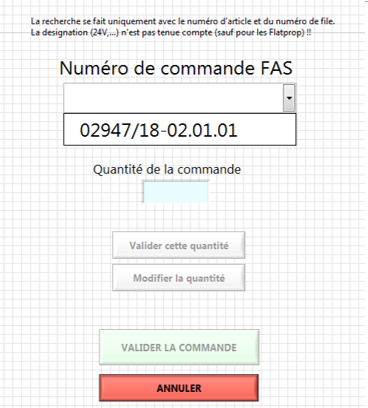 La recherche se fait uniquement avec le numéro d'article et du numéro de file.
La designation (24V,...) n'est pas tenue compte (sauf pour les Flatprop) !!
Numéro de commande FAS
02947/18-02.01.01
Quantité de la commande
Valider cette quantité
Modifier la quantité
VALIDER LA COMMANDE
ANNULER